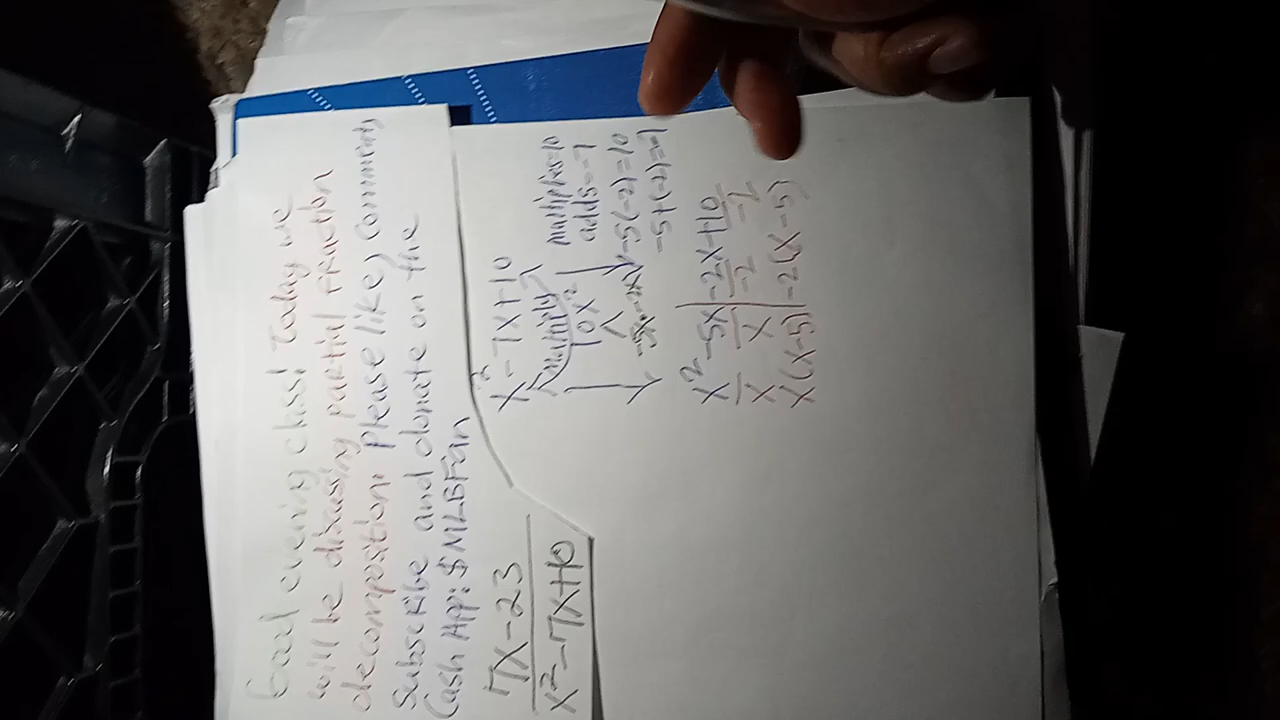 Good evening class! Today we
will be discussing partial fraction
decomposition. Please like, comment,
Subscribe and donate on the
Cash App: $MLBFan
7x-23
x²-7x+10
x²-7x+10
multiply
10x²
-5x·-2x
multiplies=10
adds=-7
-5(-2)=10
-5+(-2)=-7
x²-5x|-2x+10
x x -2 -2
x(x-5)|-2(x-5)